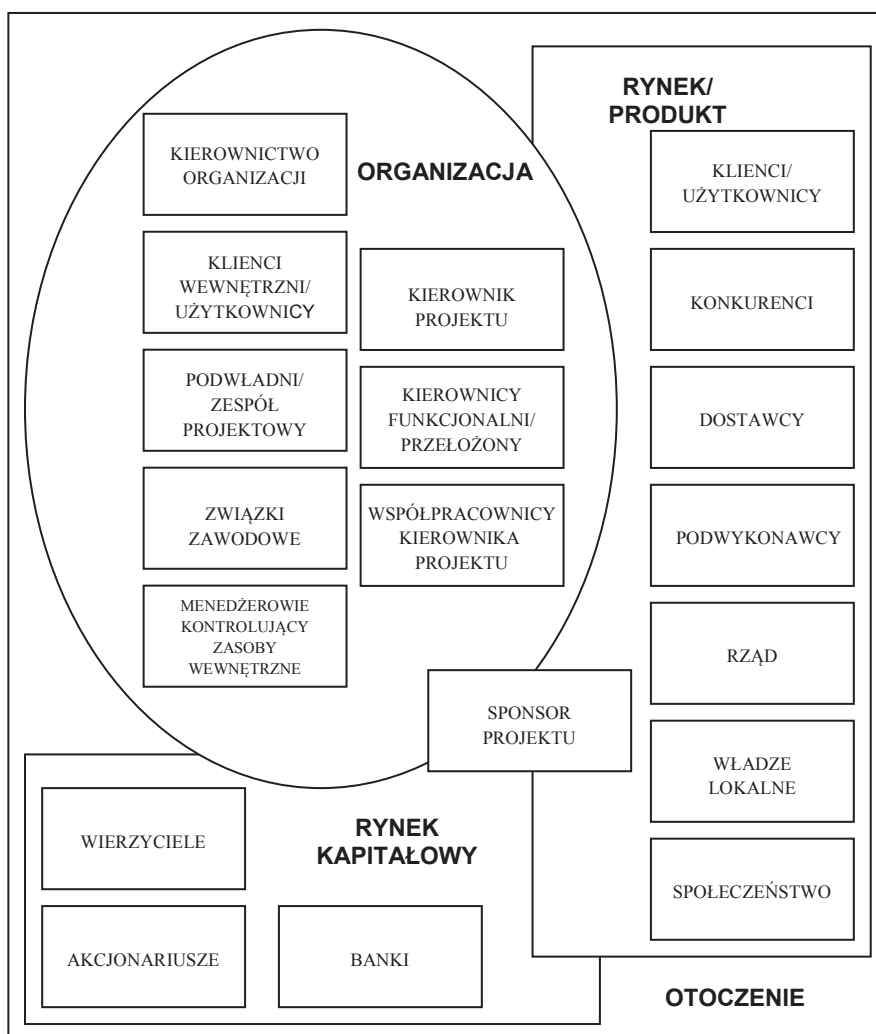 RYNEK/
PRODUKT
ORGANIZACJA
KIEROWNICTWO
ORGANIZACJI
KLIENCI
WEWNĘTRZNI/
UŻYTKOWNICY
PODWŁADNI/
ZESPÓŁ
PROJEKTOWY
ZWIĄZKI
ZAWODOWE
MENEDŻEROWIE
KONTROLUJĄCY
ZASOBY
WEWNĘTRZNE
KIEROWNIK
PROJEKTU
KIEROWNICY
FUNKCJONALNI/
PRZEŁOŻONY
WSPÓŁPRACOWNICY
KIEROWNIKA
PROJEKTU
SPONSOR
PROJEKTU
KLIENCI/
UŻYTKOWNICY
KONKURENCI
DOSTAWCY
PODWYKONAWCY
RZĄD
WŁADZE
LOKALNE
SPOŁECZEŃSTWO
RYNEK
KAPITAŁOWY
WIERZYCIELE
AKCJONARIUSZE
BANKI
OTOCZENIE